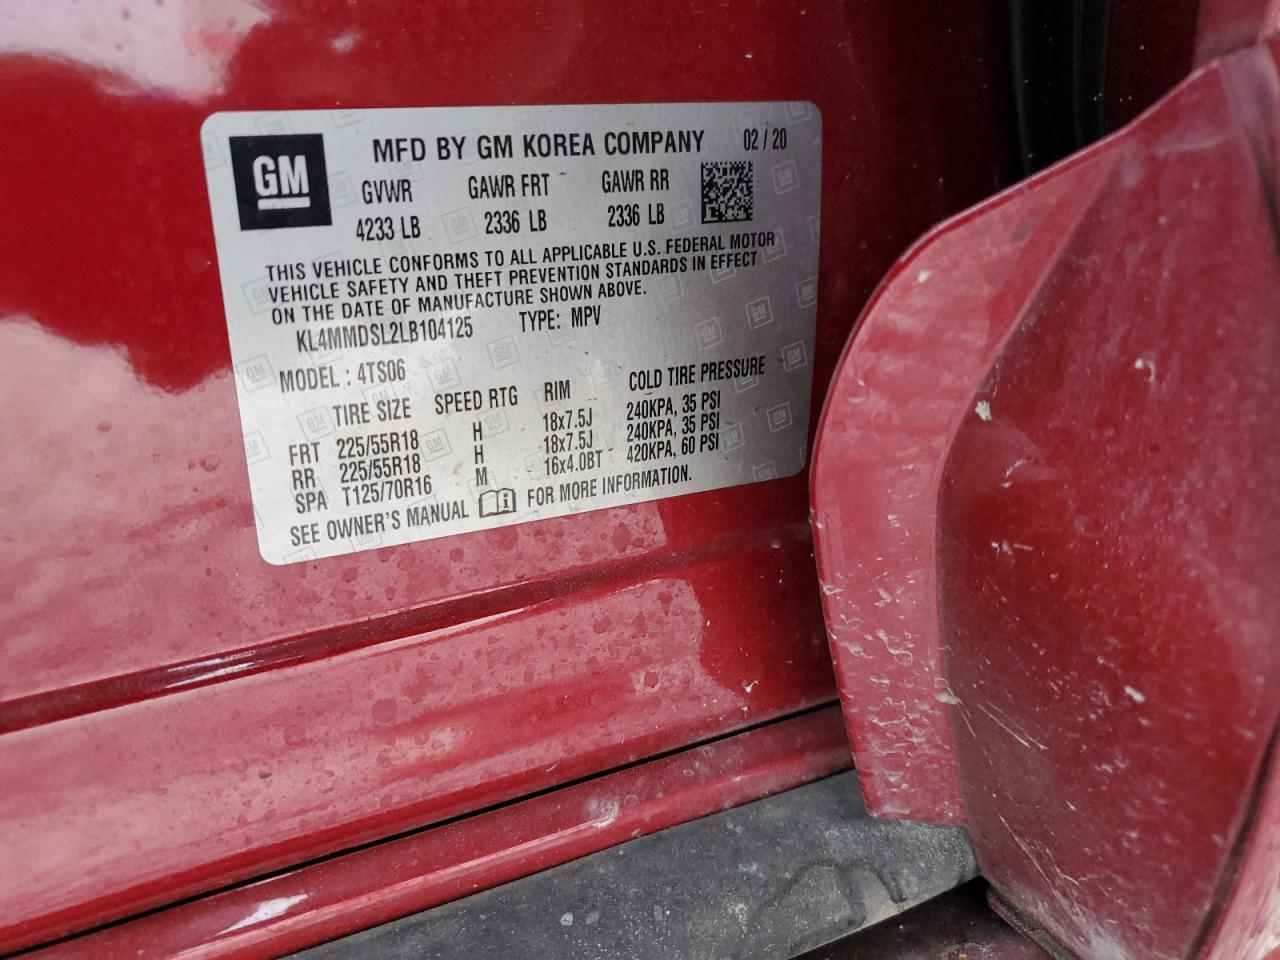 GM
MFD BY GM KOREA COMPANY 02 / 20
GVWR GAWR FRT GAWR RR
4233 LB 2336 LB 2336 LB
THIS VEHICLE CONFORMS TO ALL APPLICABLE U.S. FEDERAL MOTOR
VEHICLE SAFETY AND THEFT PREVENTION STANDARDS IN EFFECT
ON THE DATE OF MANUFACTURE SHOWN ABOVE.
KL4MMDSL2LB104125 TYPE: MPV
MODEL : 4TS06
TIRE SIZE SPEED RTG RIM COLD TIRE PRESSURE
FRT 225/55R18 H 18x7.5J 240KPA, 35 PSI
RR 225/55R18 H 18x7.5J 240KPA, 35 PSI
SPA T125/70R16 M 16x4.0BT 420KPA, 60 PSI
SEE OWNER'S MANUAL FOR MORE INFORMATION.